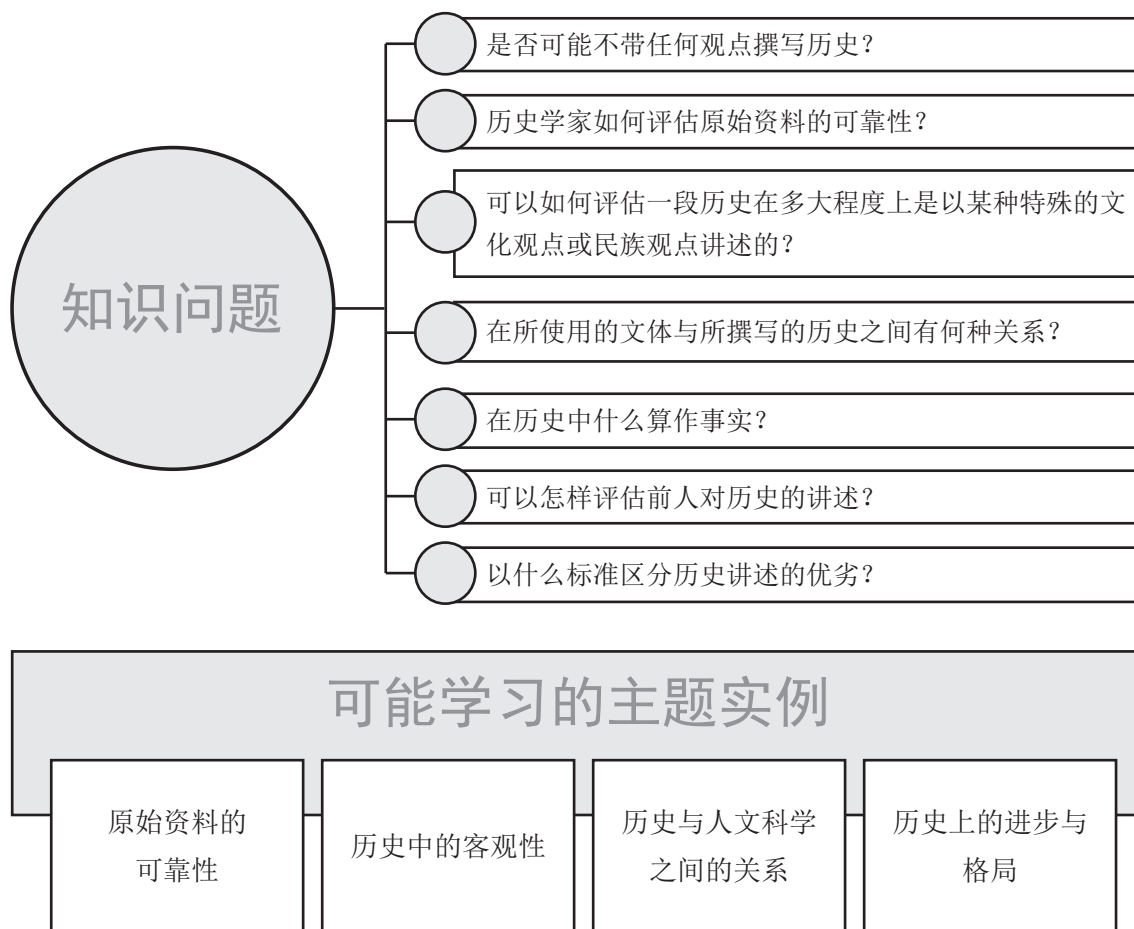 知识问题
是否可能不带任何观点撰写历史？
历史学家如何评估原始资料的可靠性？
可以如何评估一段历史在多大程度上是以某种特殊的文
化观点或民族观点讲述的？
在所使用的文体与所撰写的历史之间有何种关系？
在历史中什么算作事实？
可以怎样评估前人对历史的讲述？
以什么标准区分历史讲述的优劣？
可能学习的主题实例
原始资料的
可靠性
历史中的客观性
历史与人文科学
之间的关系
历史上的进步与
格局